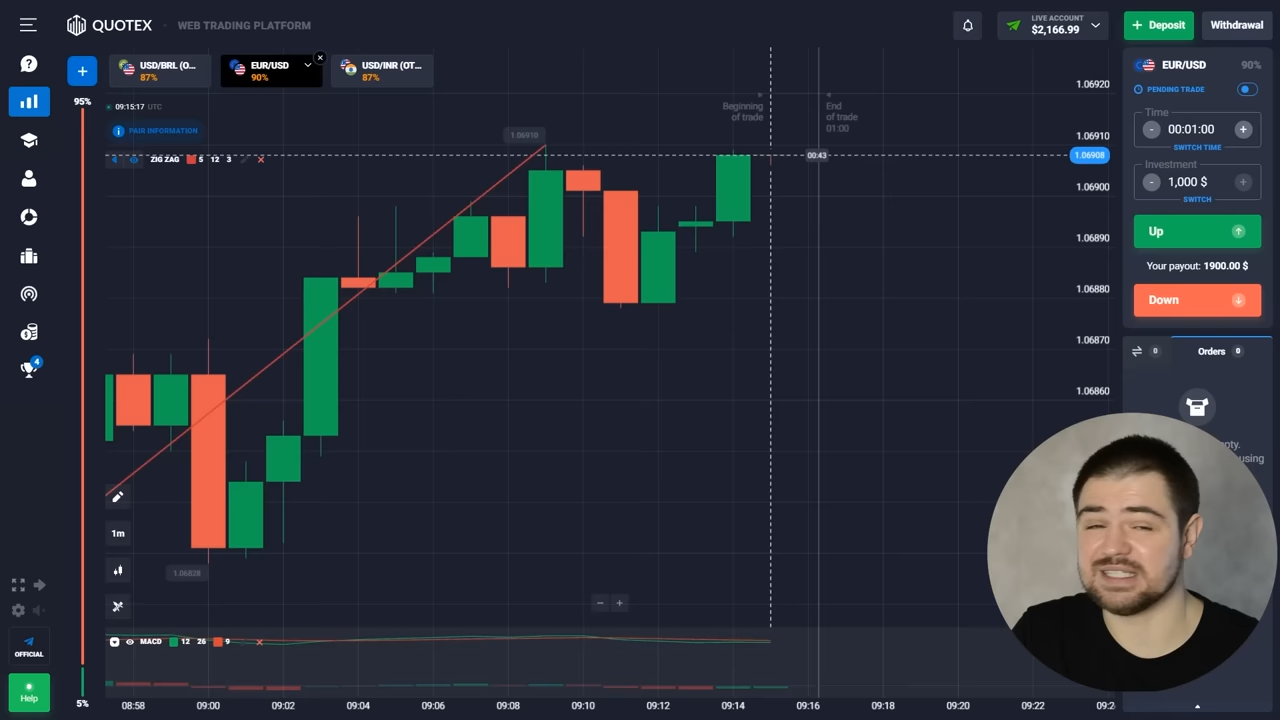 QUOTEX
WEB TRADING PLATFORM
LIVE ACCOUNT
$2,166.99
+ Deposit
Withdrawal
USD/BRL (O...
87%
EUR/USD
90%
USD/INR (OT...
87%
95%
09:15:17 UTC
PAIR INFORMATION
ZIG ZAG 5 12 3
Beginning
of trade
End
of trade
01:00
00:43
1.06910
1.06828
1.06920
1.06910
1.06908
1.06900
1.06890
1.06880
1.06870
1.06860
EUR/USD 90%
PENDING TRADE
Time
- 00:01:00 +
SWITCH TIME
Investment
- 1,000 $ +
SWITCH
Up
Your payout: 1900.00 $
Down
0
Orders 0
using
4
1m
OFFICIAL
Help
5%
MACD 12 26 9
08:58 09:00 09:02 09:04 09:06 09:08 09:10 09:12 09:14 09:16 09:18 09:20 09:22